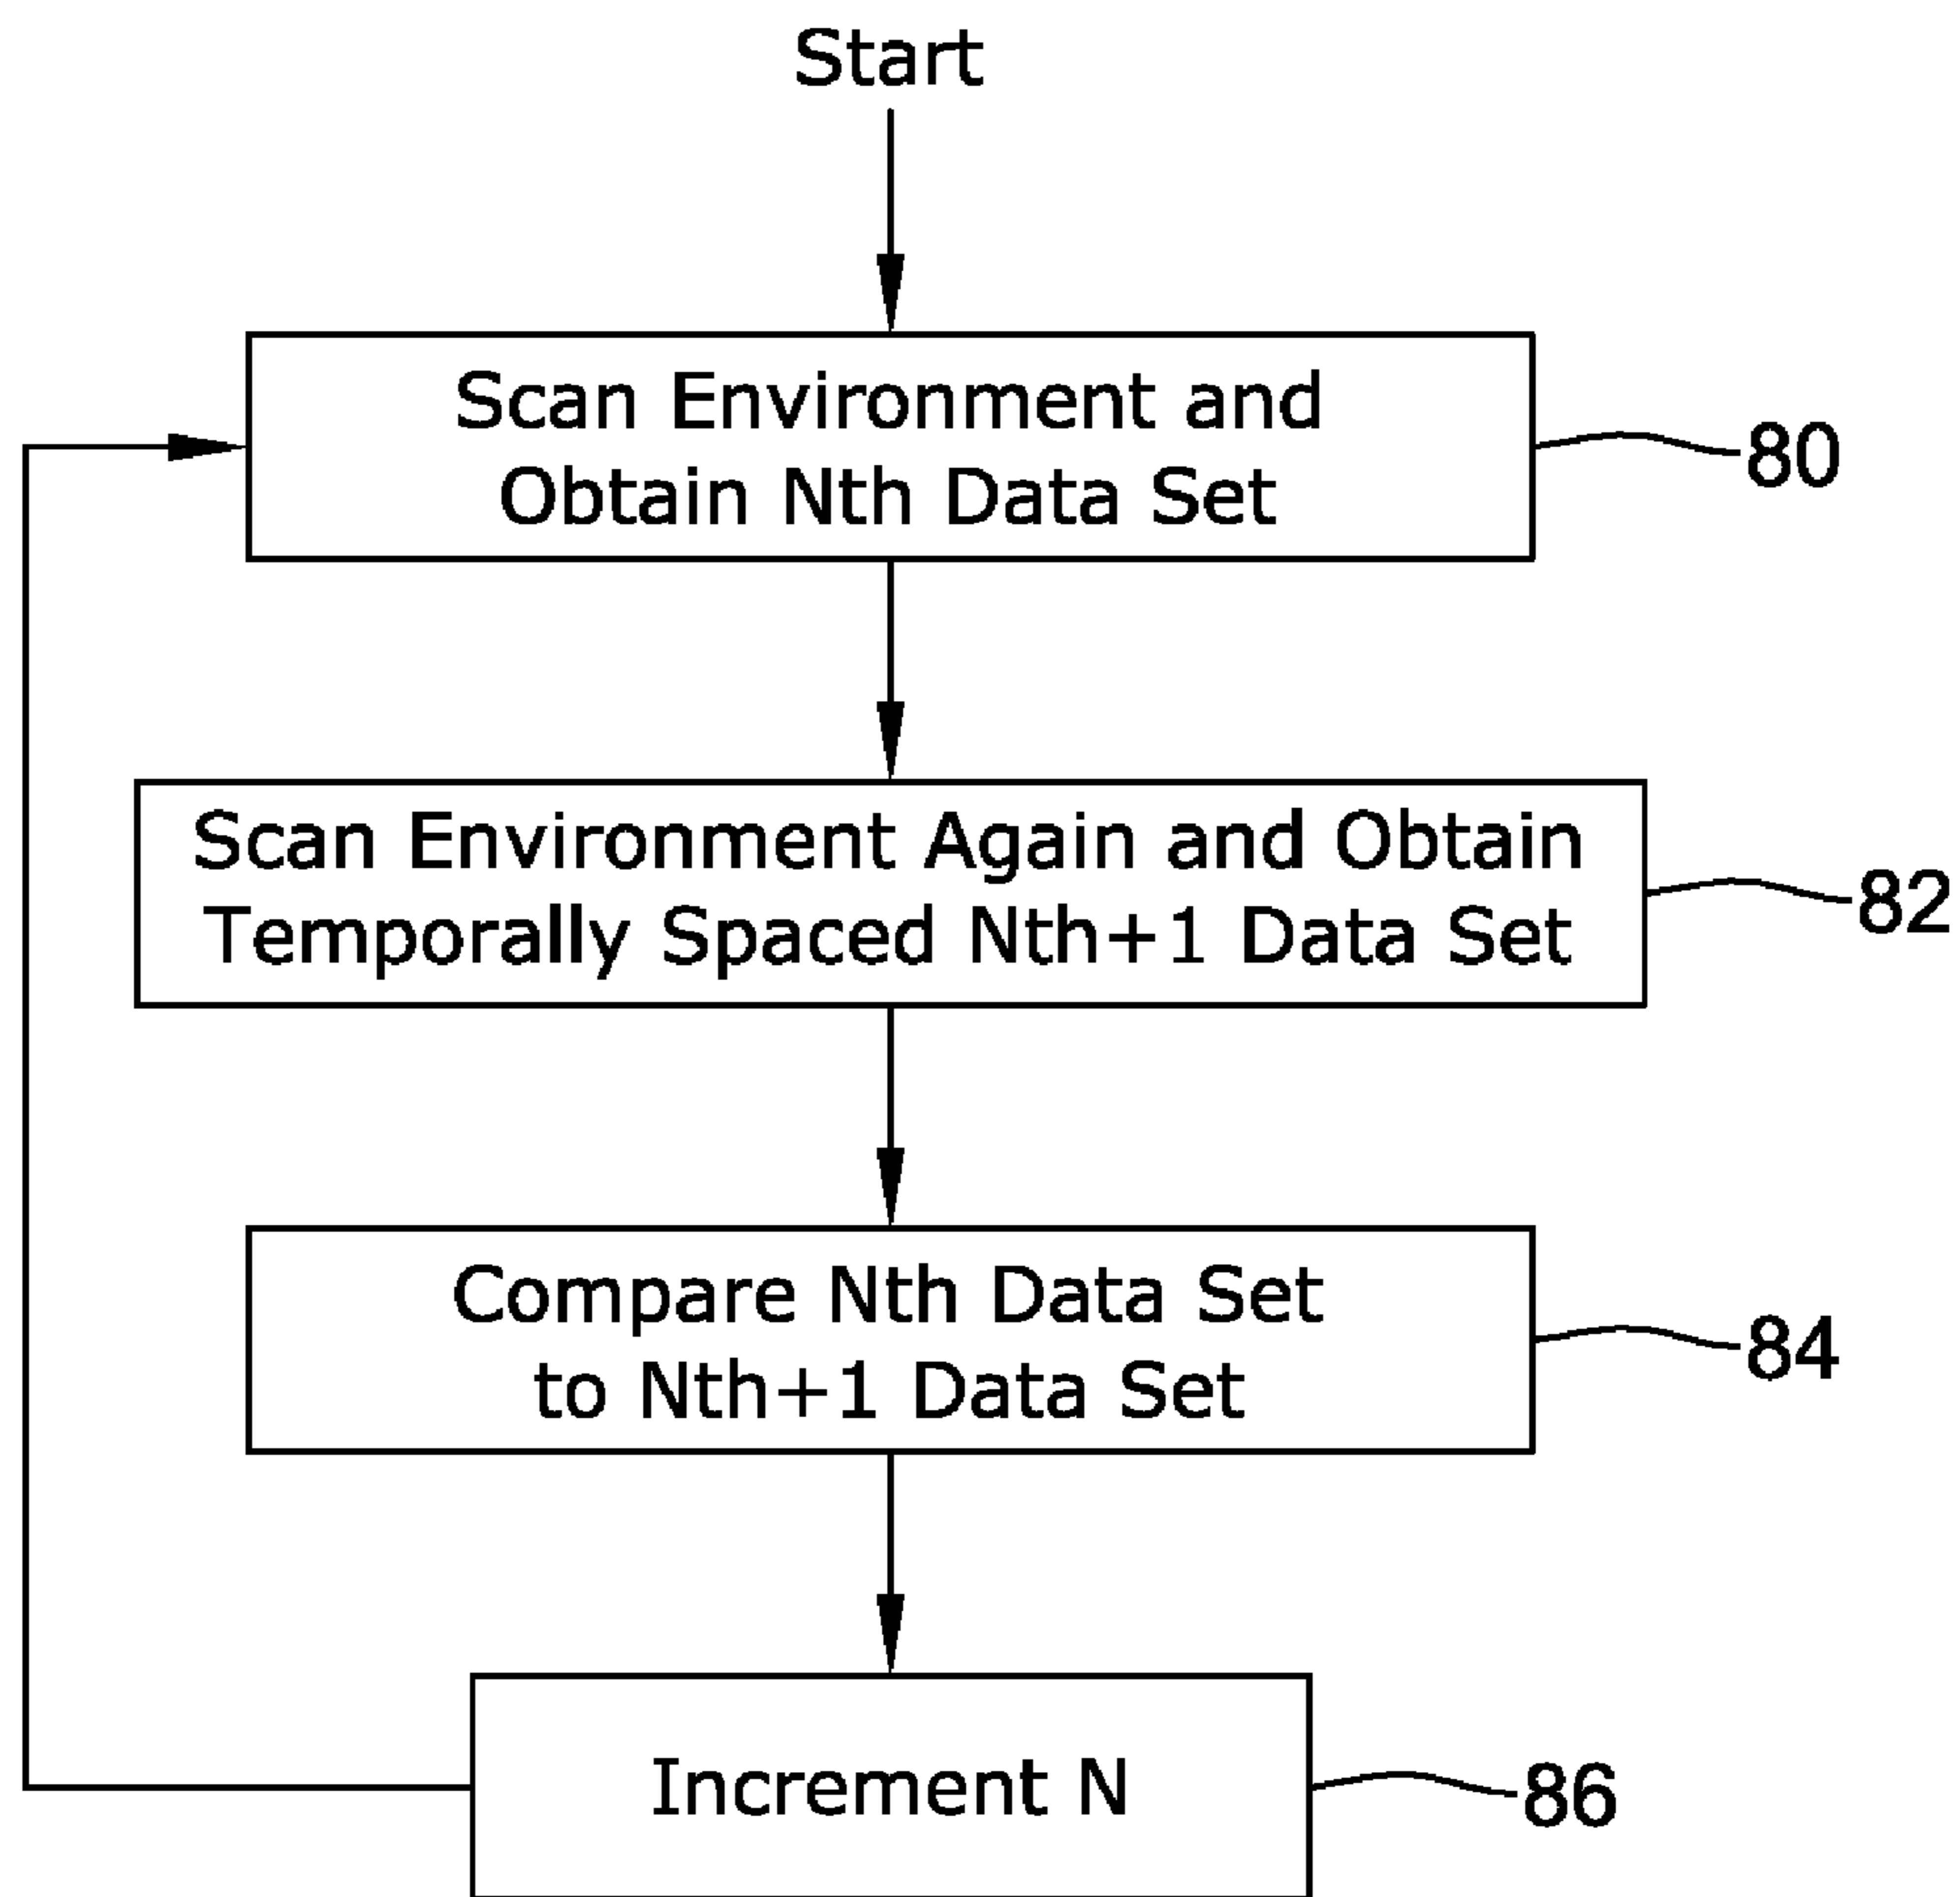 Start
Scan Environment and
Obtain Nth Data Set
80
Scan Environment Again and Obtain
Temporally Spaced Nth+1 Data Set
82
Compare Nth Data Set
to Nth+1 Data Set
84
Increment N
86